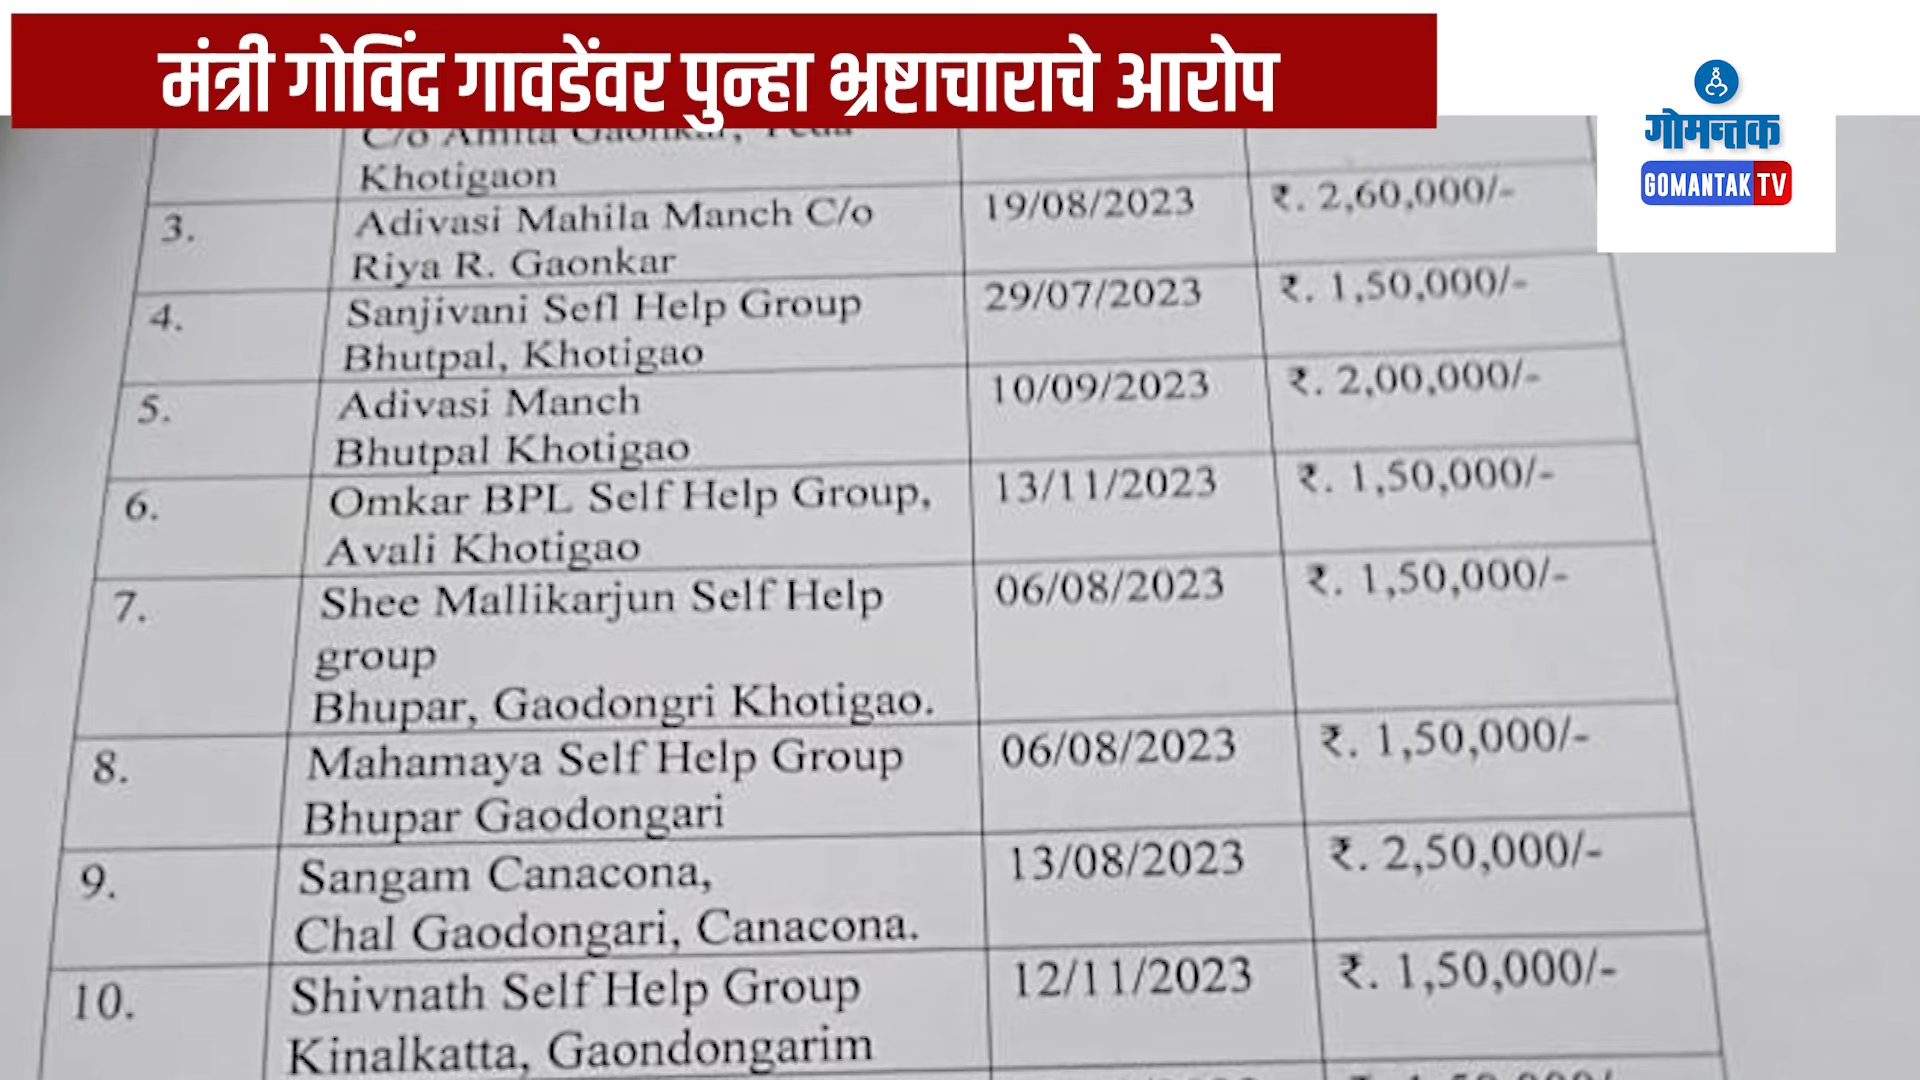 मंत्री गोविंद गावडेंवर पुन्हा भ्रष्टाचाराचे आरोप
गोमन्तक
GOMANTAK TV
C/o Amita Gaonkar,
Khotigaon
3. Adivasi Mahila Manch C/o 19/08/2023 ₹. 2,60,000/-
Riya R. Gaonkar
4. Sanjivani Sefl Help Group 29/07/2023 ₹. 1,50,000/-
Bhutpal, Khotigao
5. Adivasi Manch 10/09/2023 ₹. 2,00,000/-
Bhutpal Khotigao
6. Omkar BPL Self Help Group, 13/11/2023 ₹. 1,50,000/-
Avali Khotigao
7. Shee Mallikarjun Self Help 06/08/2023 ₹. 1,50,000/-
group
Bhupar, Gaodongri Khotigao.
8. Mahamaya Self Help Group 06/08/2023 ₹. 1,50,000/-
Bhupar Gaodongari
9. Sangam Canacona, 13/08/2023 ₹. 2,50,000/-
Chal Gaodongari, Canacona.
10. Shivnath Self Help Group 12/11/2023 ₹. 1,50,000/-
Kinalkatta, Gaondongarim